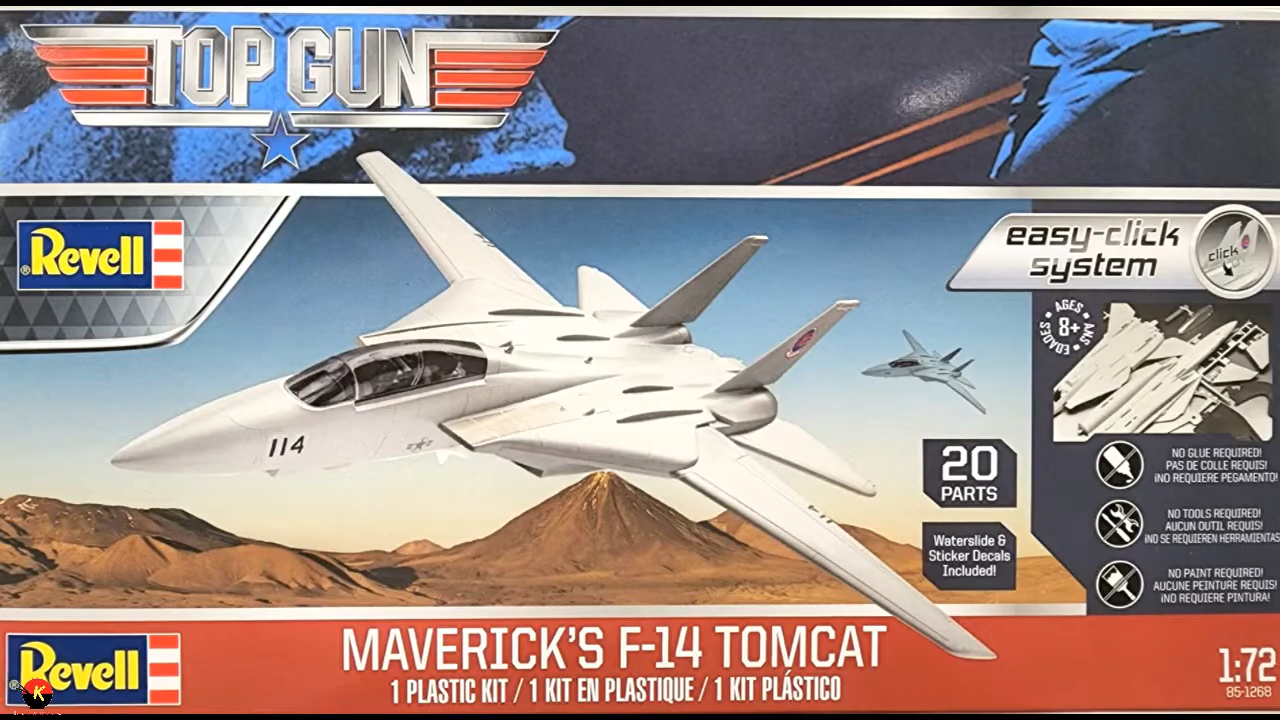 TOP GUN
Revell
easy-click
system
click
AGES ANS EDADES
8+
114
20
PARTS
Waterslide &
Sticker Decals
Included!
NO GLUE REQUIRED!
PAS DE COLLE REQUIS!
¡NO REQUIERE PEGAMENTO!
NO TOOLS REQUIRED!
AUCUN OUTIL REQUIS!
¡NO SE REQUIEREN HERRAMIENTAS
NO PAINT REQUIRED!
AUCUNE PEINTURE REQUIS!
¡NO REQUIERE PINTURA!
Revell
K
MAVERICK'S F-14 TOMCAT
1 PLASTIC KIT / 1 KIT EN PLASTIQUE / 1 KIT PLÁSTICO
1:72
85-1268